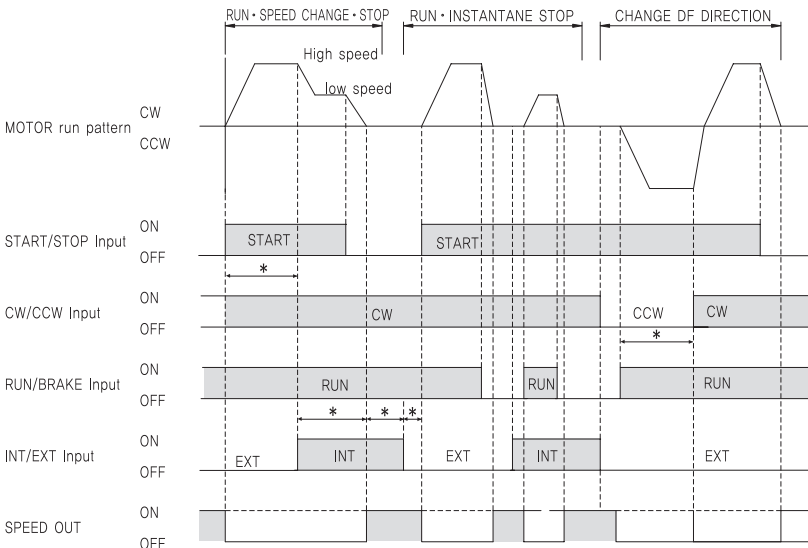 RUN・SPEED CHANGE・STOP RUN・INSTANTANE STOP CHANGE DF DIRECTION
High speed
low speed
MOTOR run pattern CW
CCW
START/STOP Input ON
OFF
START START
*
CW/CCW Input ON
OFF
CW CCW CW
*
RUN/BRAKE Input ON
OFF
RUN RUN RUN
* * *
INT/EXT Input ON
OFF
EXT INT EXT INT EXT
SPEED OUT ON
OFF